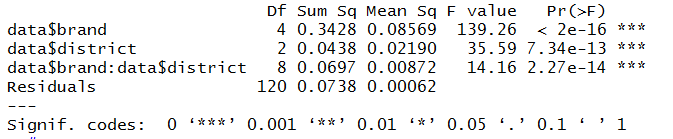 Df Sum Sq Mean Sq F value Pr(>F)
data$brand 4 0.3428 0.08569 139.26 < 2e-16 ***
data$district 2 0.0438 0.02190 35.59 7.34e-13 ***
data$brand:data$district 8 0.0697 0.00872 14.16 2.27e-14 ***
Residuals 120 0.0738 0.00062
---
Signif. codes: 0 ‘***’ 0.001 ‘**’ 0.01 ‘*’ 0.05 ‘.’ 0.1 ‘ ’ 1